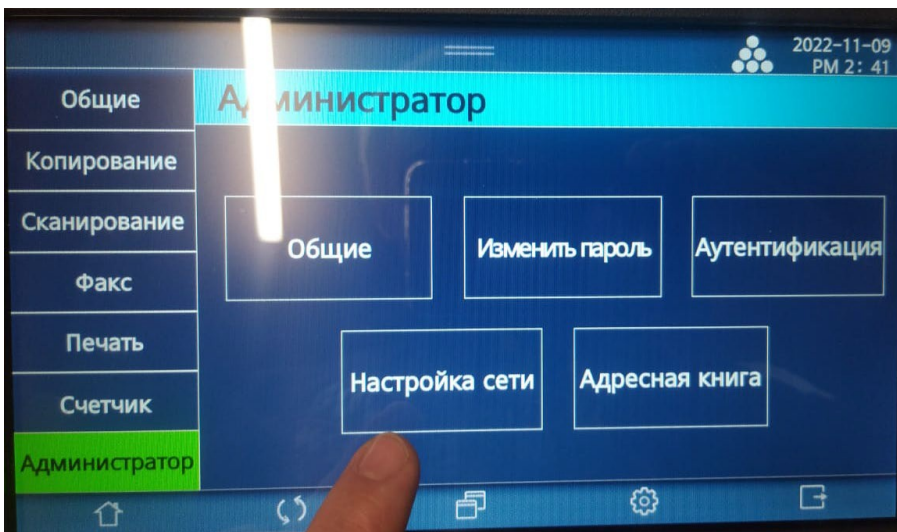 2022-11-09
PM 2: 41
Администратор
Общие
Копирование
Сканирование
Факс
Печать
Счетчик
Администратор
Общие
Изменить пароль
Аутентификация
Настройка сети
Адресная книга